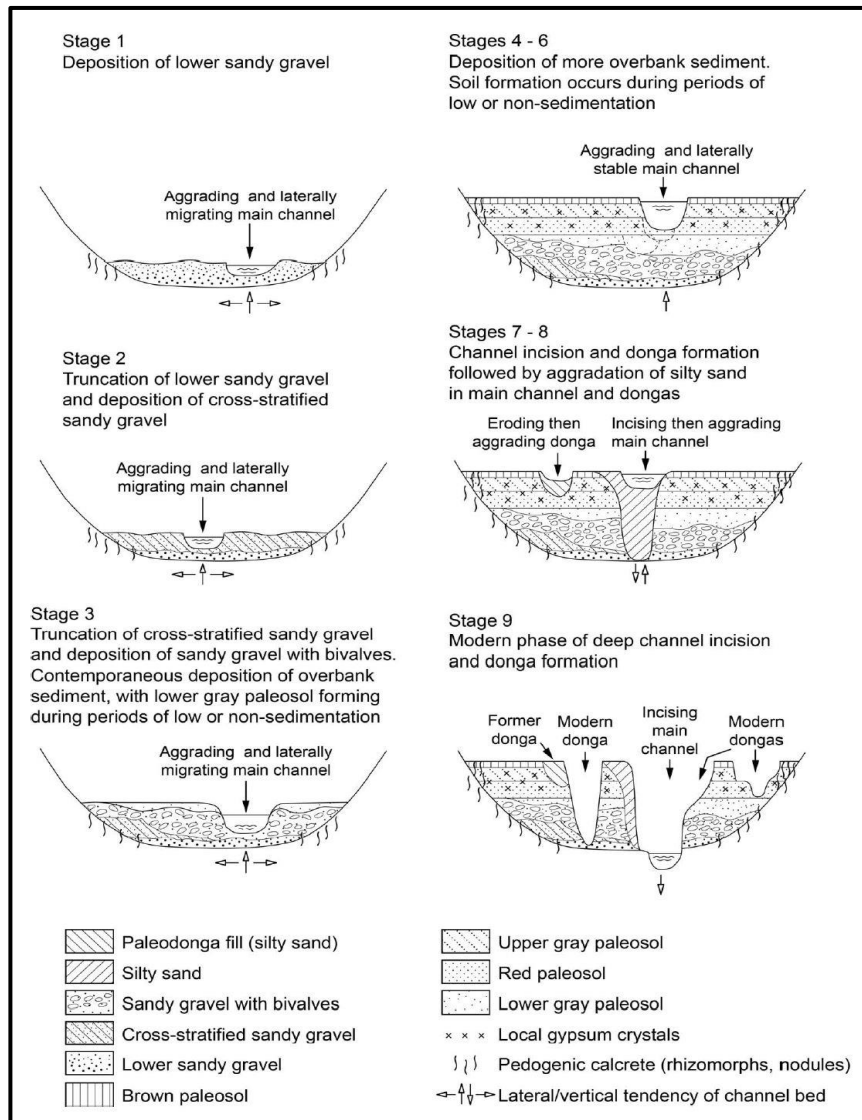 Stage 1
Deposition of lower sandy gravel
Aggrading and laterally
migrating main channel
Stage 2
Truncation of lower sandy gravel
and deposition of cross-stratified
sandy gravel
Aggrading and laterally
migrating main channel
Stage 3
Truncation of cross-stratified sandy gravel
and deposition of sandy gravel with bivalves.
Contemporaneous deposition of overbank
sediment, with lower gray paleosol forming
during periods of low or non-sedimentation
Aggrading and laterally
migrating main channel
Stages 4 - 6
Deposition of more overbank sediment.
Soil formation occurs during periods of
low or non-sedimentation
Aggrading and laterally
stable main channel
Stages 7 - 8
Channel incision and donga formation
followed by aggradation of silty sand
in main channel and dongas
Eroding then
aggrading donga
Incising then aggrading
main channel
Stage 9
Modern phase of deep channel incision
and donga formation
Former
donga
Modern
donga
Incising
main
channel
Modern
dongas
Paleodonga fill (silty sand)
Silty sand
Sandy gravel with bivalves
Cross-stratified sandy gravel
Lower sandy gravel
Brown paleosol
Upper gray paleosol
Red paleosol
Lower gray paleosol
Local gypsum crystals
Pedogenic calcrete (rhizomorphs, nodules)
Lateral/vertical tendency of channel bed